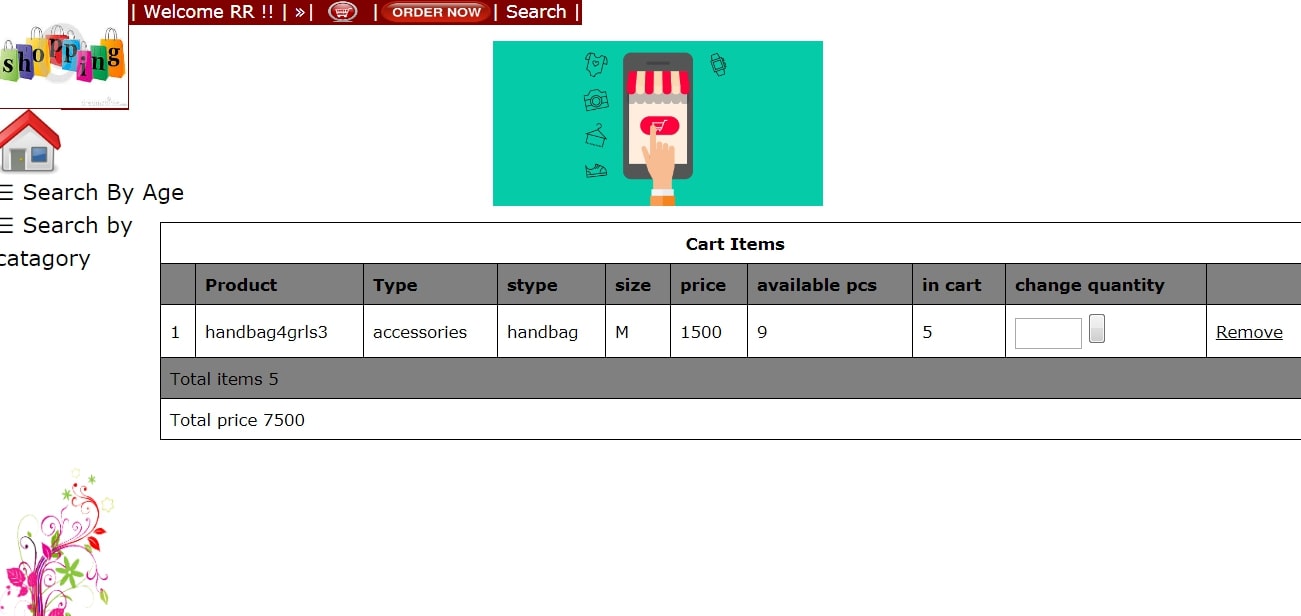 | Welcome RR !! | »| | ORDER NOW | Search |
shopping
☰ Search By Age
☰ Search by
catagory
Cart Items
Product Type stype size price available pcs in cart change quantity
1 handbag4grls3 accessories handbag M 1500 9 5 Remove
Total items 5
Total price 7500